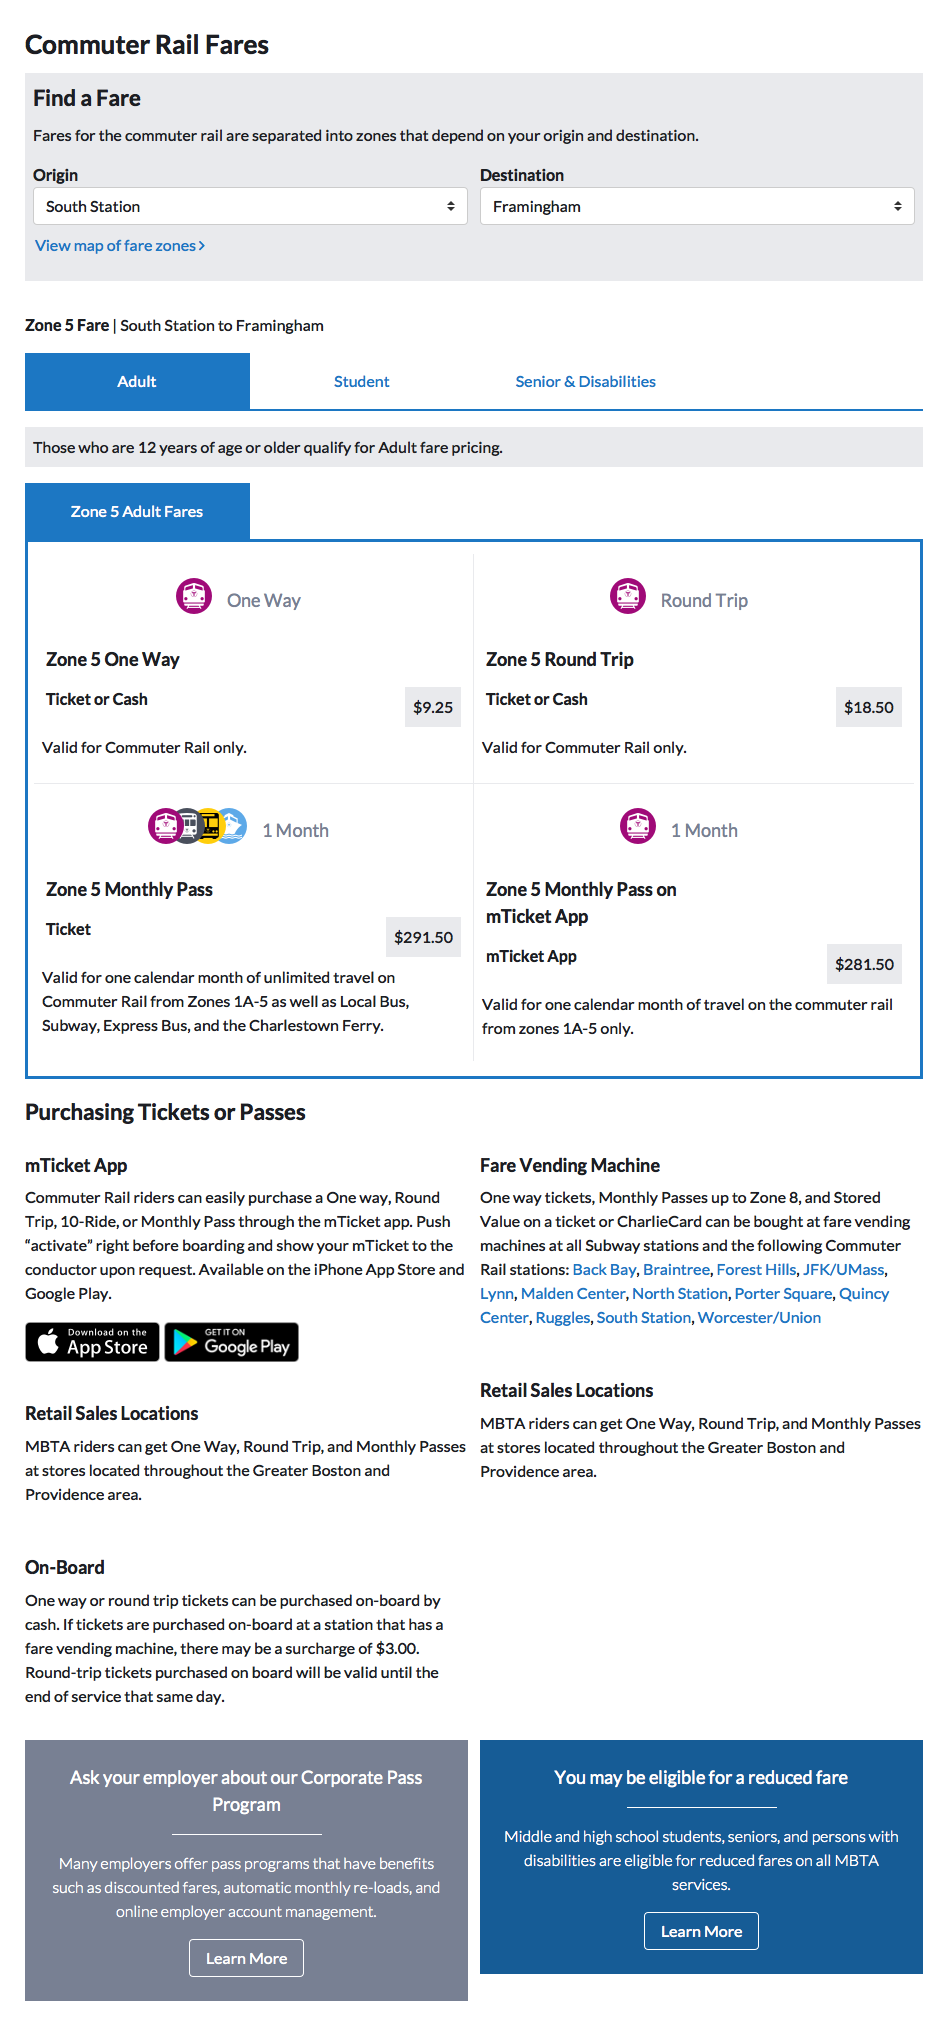 Commuter Rail Fares
Find a Fare
Fares for the commuter rail are separated into zones that depend on your origin and destination.
Origin
South Station
Destination
Framingham
View map of fare zones ›
Zone 5 Fare | South Station to Framingham
Adult
Student
Senior & Disabilities
Those who are 12 years of age or older qualify for Adult fare pricing.
Zone 5 Adult Fares
One Way
Zone 5 One Way
Ticket or Cash
$9.25
Valid for Commuter Rail only.
Round Trip
Zone 5 Round Trip
Ticket or Cash
$18.50
Valid for Commuter Rail only.
1 Month
Zone 5 Monthly Pass
Ticket
$291.50
Valid for one calendar month of unlimited travel on
Commuter Rail from Zones 1A-5 as well as Local Bus,
Subway, Express Bus, and the Charlestown Ferry.
1 Month
Zone 5 Monthly Pass on
mTicket App
mTicket App
$281.50
Valid for one calendar month of travel on the commuter rail
from zones 1A-5 only.
Purchasing Tickets or Passes
mTicket App
Commuter Rail riders can easily purchase a One way, Round
Trip, 10-Ride, or Monthly Pass through the mTicket app. Push
“activate” right before boarding and show your mTicket to the
conductor upon request. Available on the iPhone App Store and
Google Play.
Download on the
App Store
GET IT ON
Google Play
Retail Sales Locations
MBTA riders can get One Way, Round Trip, and Monthly Passes
at stores located throughout the Greater Boston and
Providence area.
On-Board
One way or round trip tickets can be purchased on-board by
cash. If tickets are purchased on-board at a station that has a
fare vending machine, there may be a surcharge of $3.00.
Round-trip tickets purchased on board will be valid until the
end of service that same day.
Fare Vending Machine
One way tickets, Monthly Passes up to Zone 8, and Stored
Value on a ticket or CharlieCard can be bought at fare vending
machines at all Subway stations and the following Commuter
Rail stations: Back Bay, Braintree, Forest Hills, JFK/UMass,
Lynn, Malden Center, North Station, Porter Square, Quincy
Center, Ruggles, South Station, Worcester/Union
Retail Sales Locations
MBTA riders can get One Way, Round Trip, and Monthly Passes
at stores located throughout the Greater Boston and
Providence area.
Ask your employer about our Corporate Pass
Program
Many employers offer pass programs that have benefits
such as discounted fares, automatic monthly re-loads, and
online employer account management.
Learn More
You may be eligible for a reduced fare
Middle and high school students, seniors, and persons with
disabilities are eligible for reduced fares on all MBTA
services.
Learn More